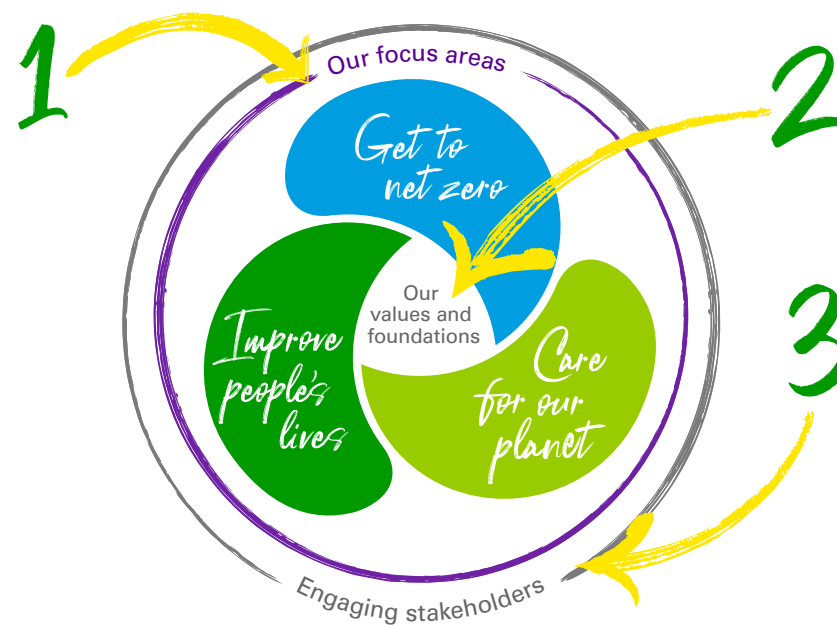 1
Our focus areas
2
Get to
net zero
Our
values and
foundations
3
Improve
people's
lives
Care
for our
planet
Engaging stakeholders